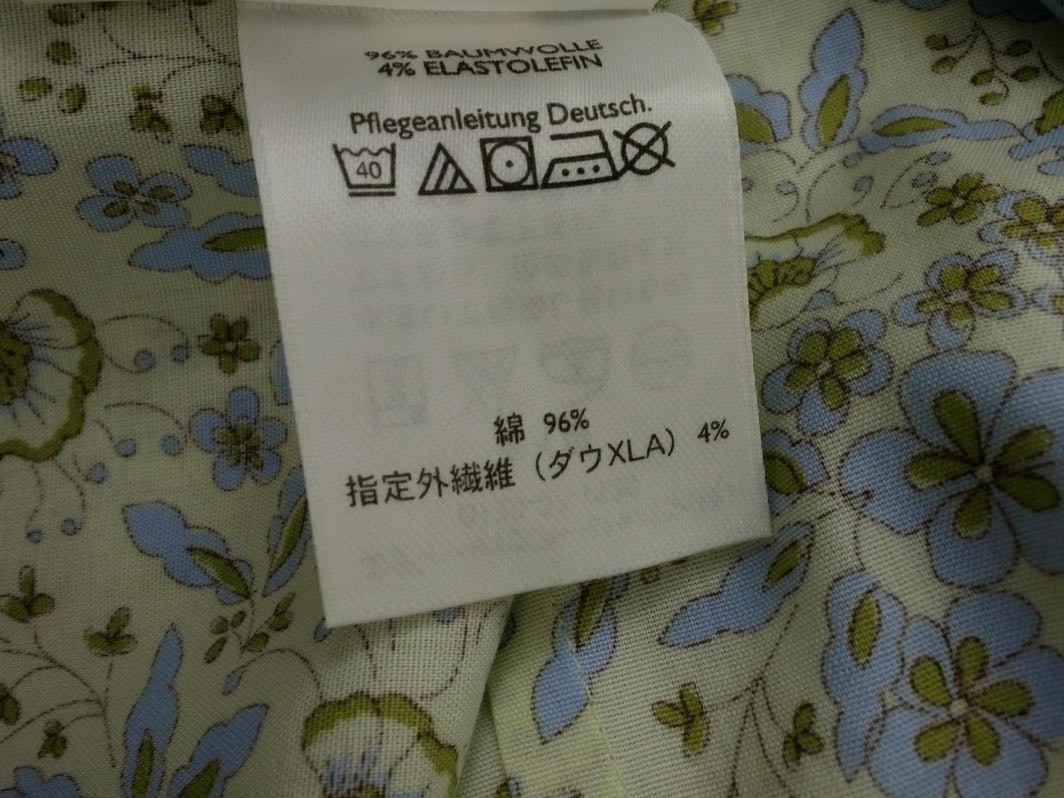 96% BAUMWOLLE
4% ELASTOLEFIN
Pflegeanleitung Deutsch.
40
綿 96%
指定外繊維（ダウXLA） 4%